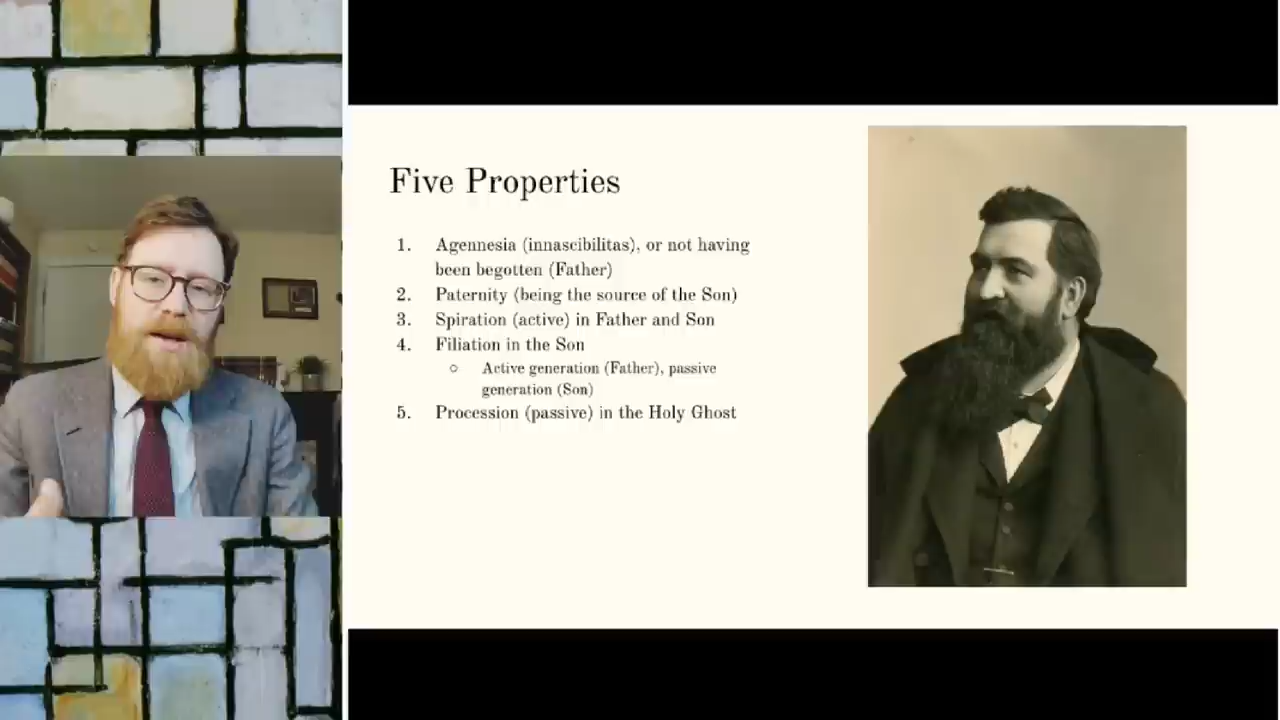 Five Properties
1. Agennesia (innascibilitas), or not having
been begotten (Father)
2. Paternity (being the source of the Son)
3. Spiration (active) in Father and Son
4. Filiation in the Son
○ Active generation (Father), passive
generation (Son)
5. Procession (passive) in the Holy Ghost